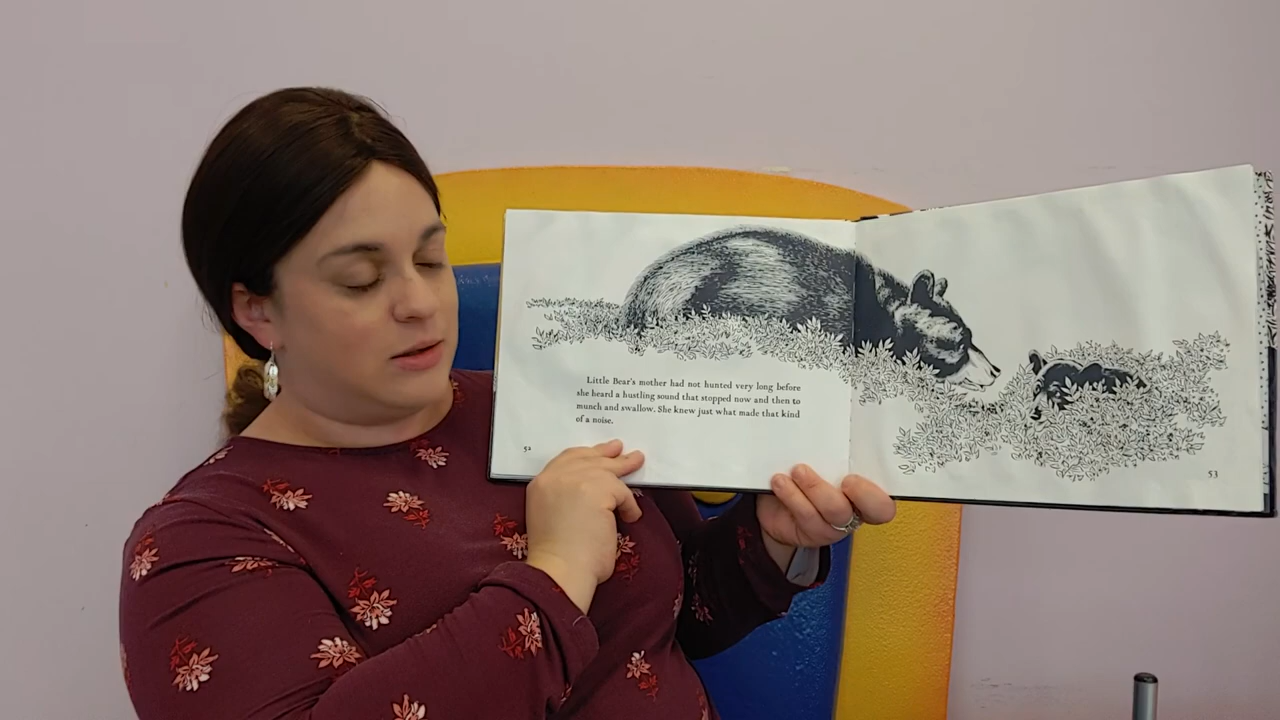 Little Bear's mother had not hunted very long before
she heard a hustling sound that stopped now and then to
munch and swallow. She knew just what made that kind
of a noise.
52
53